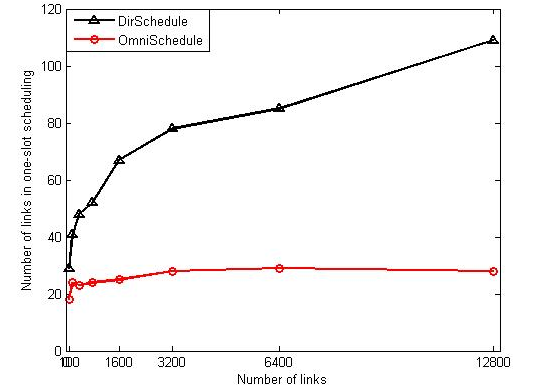 120
DirSchedule
OmniSchedule
100
80
60
40
20
0
Number of links in one-slot scheduling
1600
3200
6400
12800
Number of links